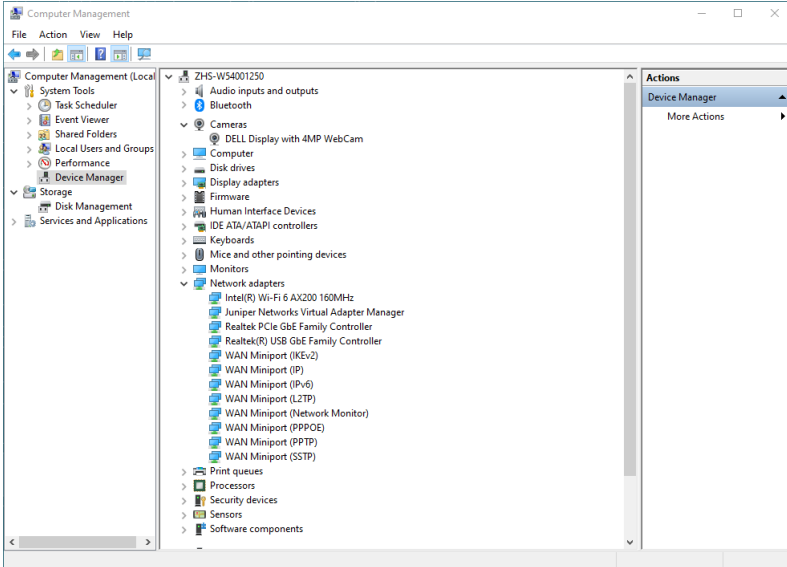 Computer Management
File Action View Help
Computer Management (Local
System Tools
Task Scheduler
Event Viewer
Shared Folders
Local Users and Groups
Performance
Device Manager
Storage
Disk Management
Services and Applications
ZHS-W54001250
Audio inputs and outputs
Bluetooth
Cameras
DELL Display with 4MP WebCam
Computer
Disk drives
Display adapters
Firmware
Human Interface Devices
IDE ATA/ATAPI controllers
Keyboards
Mice and other pointing devices
Monitors
Network adapters
Intel(R) Wi-Fi 6 AX200 160MHz
Juniper Networks Virtual Adapter Manager
Realtek PCIe GbE Family Controller
Realtek(R) USB GbE Family Controller
WAN Miniport (IKEv2)
WAN Miniport (IP)
WAN Miniport (IPv6)
WAN Miniport (L2TP)
WAN Miniport (Network Monitor)
WAN Miniport (PPPOE)
WAN Miniport (PPTP)
WAN Miniport (SSTP)
Print queues
Processors
Security devices
Sensors
Software components
Actions
Device Manager
More Actions